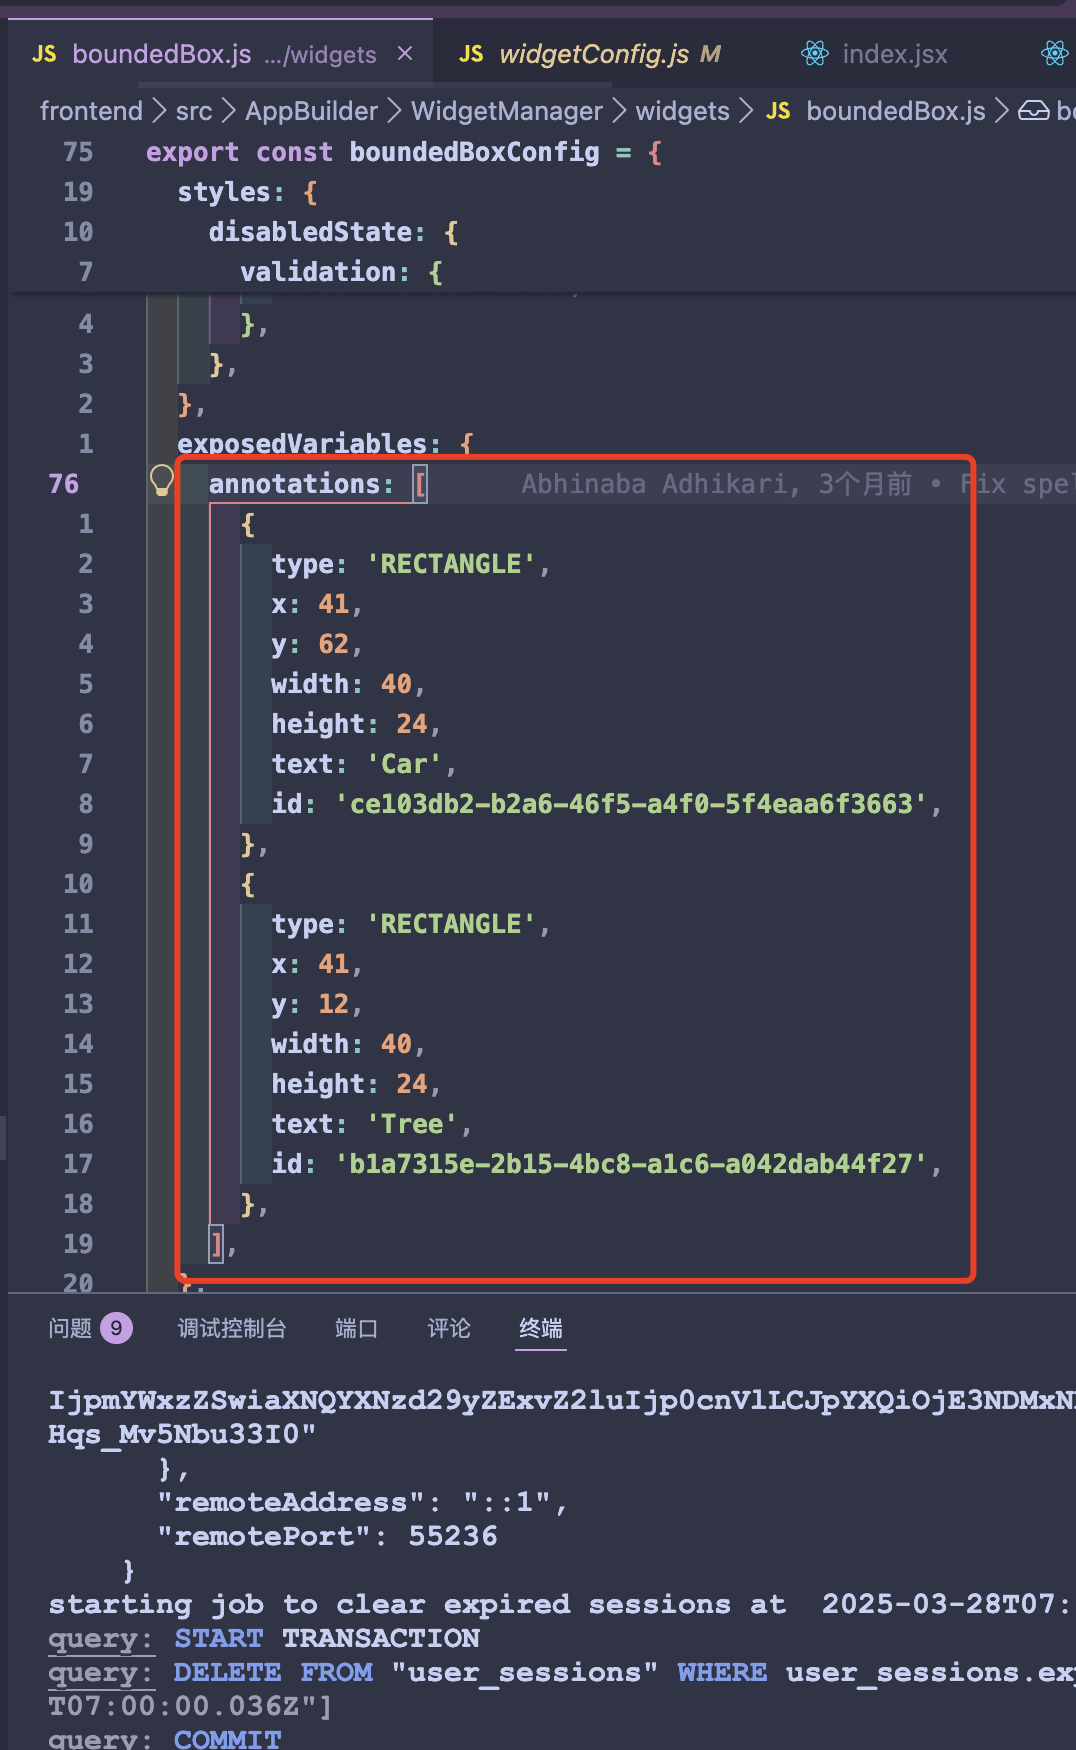 JS boundedBox.js .../widgets × JS widgetConfig.js M index.jsx
frontend > src > AppBuilder > WidgetManager > widgets > JS boundedBox.js >
75 export const boundedBoxConfig = {
19 styles: {
10 disabledState: {
7 validation: {
4 },
3 },
2 },
1 exposedVariables: {
76 annotations: [ Abhinaba Adhikari, 3个月前 • Fix spel
1 {
2 type: 'RECTANGLE',
3 x: 41,
4 y: 62,
5 width: 40,
6 height: 24,
7 text: 'Car',
8 id: 'ce103db2-b2a6-46f5-a4f0-5f4eaa6f3663',
9 },
10 {
11 type: 'RECTANGLE',
12 x: 41,
13 y: 12,
14 width: 40,
15 height: 24,
16 text: 'Tree',
17 id: 'b1a7315e-2b15-4bc8-a1c6-a042dab44f27',
18 },
19 ],
20 },
问题 9 调试控制台 端口 评论 终端
IjpmYWxzZSwiaXNQYXNzd29yZExvZ2luIjp0cnVlLCJpYXQiOjE3NDMxN
Hqs_Mv5Nbu33I0"
},
"remoteAddress": "::1",
"remotePort": 55236
}
starting job to clear expired sessions at 2025-03-28T07:
query: START TRANSACTION
query: DELETE FROM "user_sessions" WHERE user_sessions.exp
T07:00:00.036Z"]
query: COMMIT